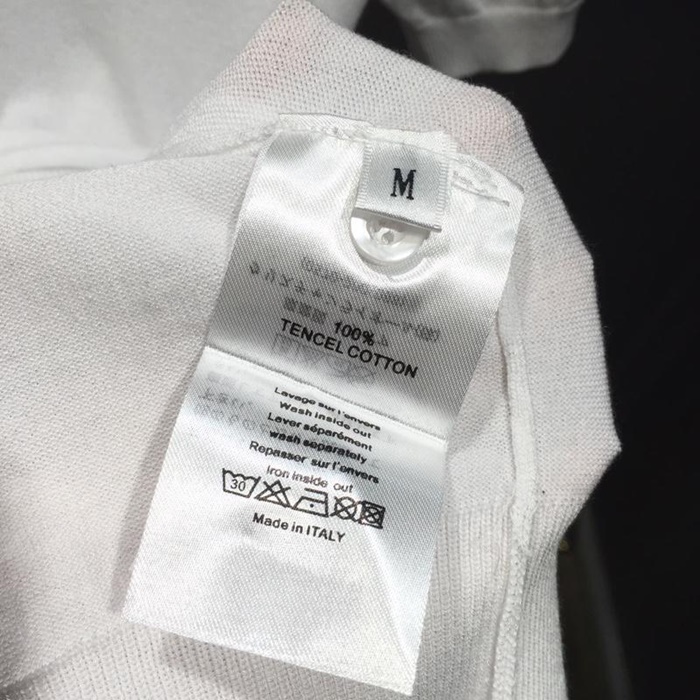 M
100%
TENCEL COTTON
Lavage sur l'envers
Wash inside out
Laver séparément
wash separately
Repasser sur l'envers
iron inside out
30
Made in ITALY